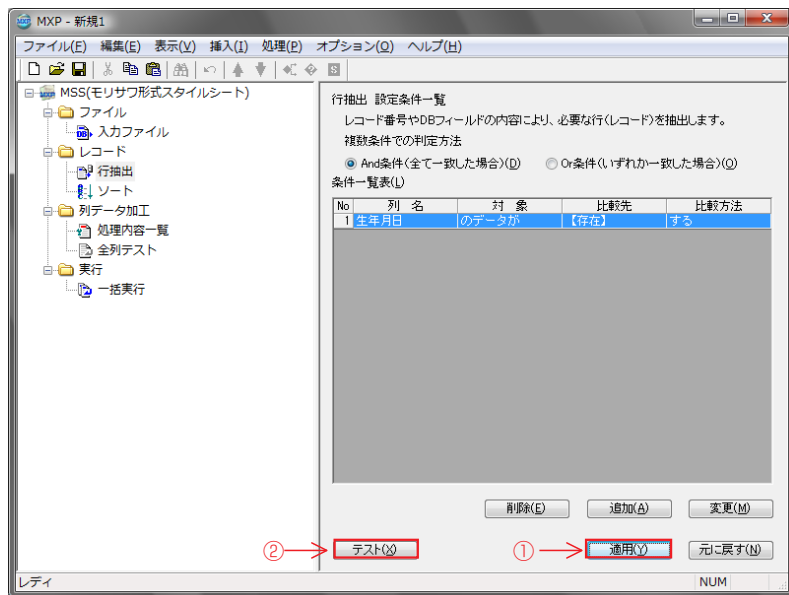 MXP - 新規1
ファイル(F) 編集(E) 表示(V) 挿入(I) 処理(P) オプション(O) ヘルプ(H)
MSS(モリサワ形式スタイルシート)
ファイル
入力ファイル
レコード
行抽出
ソート
列データ加工
処理内容一覧
全列テスト
実行
一括実行
行抽出 設定条件一覧
レコード番号やDBフィールドの内容により、必要な行(レコード)を抽出します。
複数条件での判定方法
And条件(全て一致した場合)(D) Or条件(いずれか一致した場合)(O)
条件一覧表(L)
No 列 名 対 象 比較先 比較方法
1 生年月日 のデータが 【存在】 する
削除(E) 追加(A) 変更(M)
② テスト(X) ① 適用(Y) 元に戻す(N)
レディ NUM